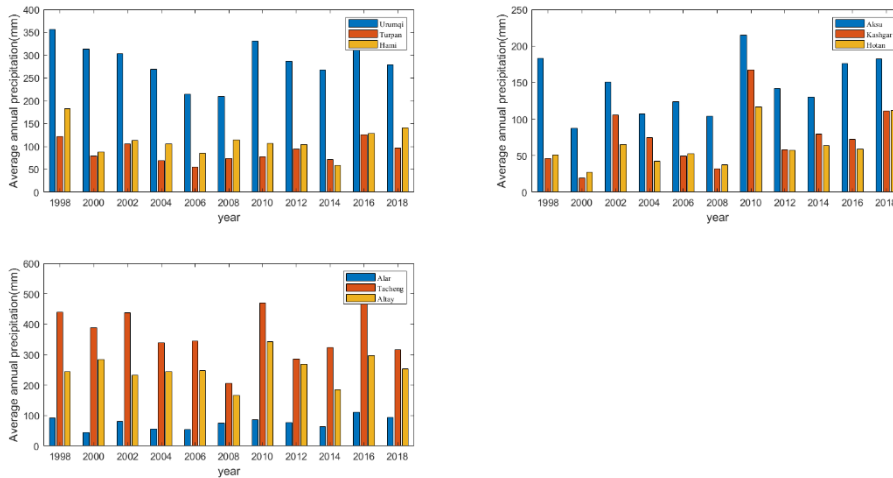 Average annual precipitation(mm)
400
350
300
250
200
150
100
50
0
Urumqi
Turpan
Hami
1998 2000 2002 2004 2006 2008 2010 2012 2014 2016 2018
year
Average annual precipitation(mm)
250
200
150
100
50
0
Aksu
Kashgar
Hotan
1998 2000 2002 2004 2006 2008 2010 2012 2014 2016 2018
year
Average annual precipitation(mm)
600
500
400
300
200
100
0
Alar
Tacheng
Altay
1998 2000 2002 2004 2006 2008 2010 2012 2014 2016 2018
year